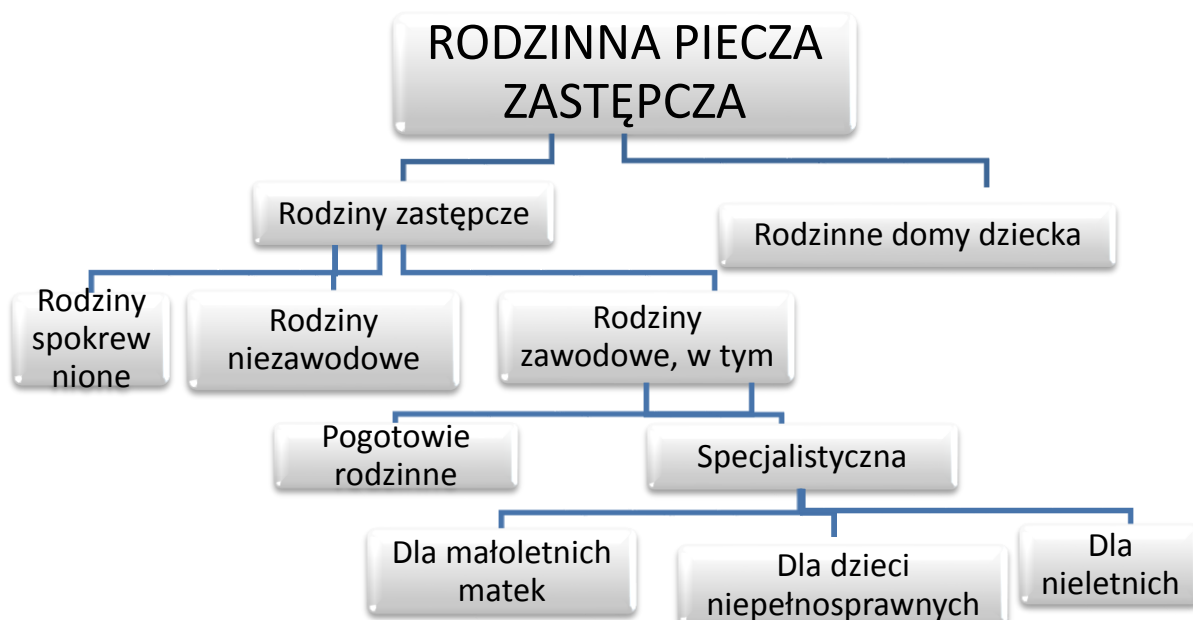 RODZINNA PIECZA
ZASTĘPCZA
Rodziny zastępcze
Rodzinne domy dziecka
Rodziny
spokrew
nione
Rodziny
niezawodowe
Rodziny
zawodowe, w tym
Pogotowie
rodzinne
Specjalistyczna
Dla małoletnich
matek
Dla dzieci
niepełnosprawnych
Dla
nieletnich